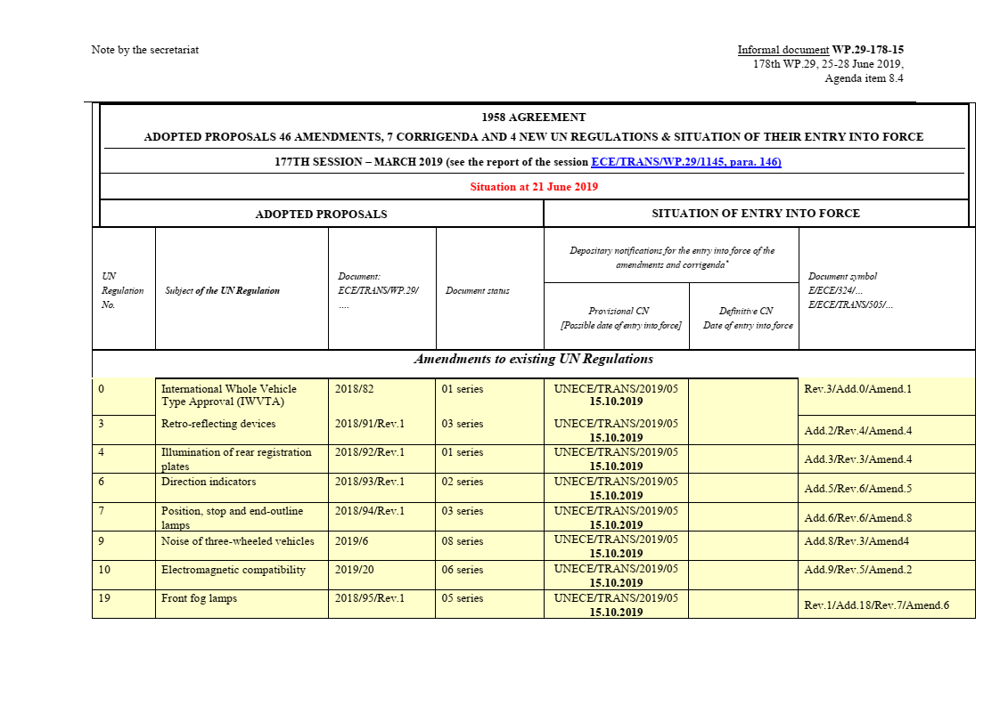 Note by the secretariat
Informal document WP.29-178-15
178th WP.29, 25-28 June 2019,
Agenda item 8.4
1958 AGREEMENT
ADOPTED PROPOSALS 46 AMENDMENTS, 7 CORRIGENDA AND 4 NEW UN REGULATIONS & SITUATION OF THEIR ENTRY INTO FORCE
177TH SESSION – MARCH 2019 (see the report of the session ECE/TRANS/WP.29/1145, para. 146)
Situation at 21 June 2019
ADOPTED PROPOSALS
SITUATION OF ENTRY INTO FORCE
UN
Regulation
No.
Subject of the UN Regulation
Document:
ECE/TRANS/WP.29/
....
Document status
Depositary notifications for the entry into force of the
amendments and corrigenda*
Provisional CN
[Possible date of entry into force]
Definitive CN
Date of entry into force
Document symbol
E/ECE/324/...
E/ECE/TRANS/505/...
Amendments to existing UN Regulations
0
International Whole Vehicle
Type Approval (IWVTA)
2018/82
01 series
UNECE/TRANS/2019/05
15.10.2019
Rev.3/Add.0/Amend.1
3
Retro-reflecting devices
2018/91/Rev.1
03 series
UNECE/TRANS/2019/05
15.10.2019
Add.2/Rev.4/Amend.4
4
Illumination of rear registration
plates
2018/92/Rev.1
01 series
UNECE/TRANS/2019/05
15.10.2019
Add.3/Rev.3/Amend.4
6
Direction indicators
2018/93/Rev.1
02 series
UNECE/TRANS/2019/05
15.10.2019
Add.5/Rev.6/Amend.5
7
Position, stop and end-outline
lamps
2018/94/Rev.1
03 series
UNECE/TRANS/2019/05
15.10.2019
Add.6/Rev.6/Amend.8
9
Noise of three-wheeled vehicles
2019/6
08 series
UNECE/TRANS/2019/05
15.10.2019
Add.8/Rev.3/Amend4
10
Electromagnetic compatibility
2019/20
06 series
UNECE/TRANS/2019/05
15.10.2019
Add.9/Rev.5/Amend.2
19
Front fog lamps
2018/95/Rev.1
05 series
UNECE/TRANS/2019/05
15.10.2019
Rev.1/Add.18/Rev.7/Amend.6